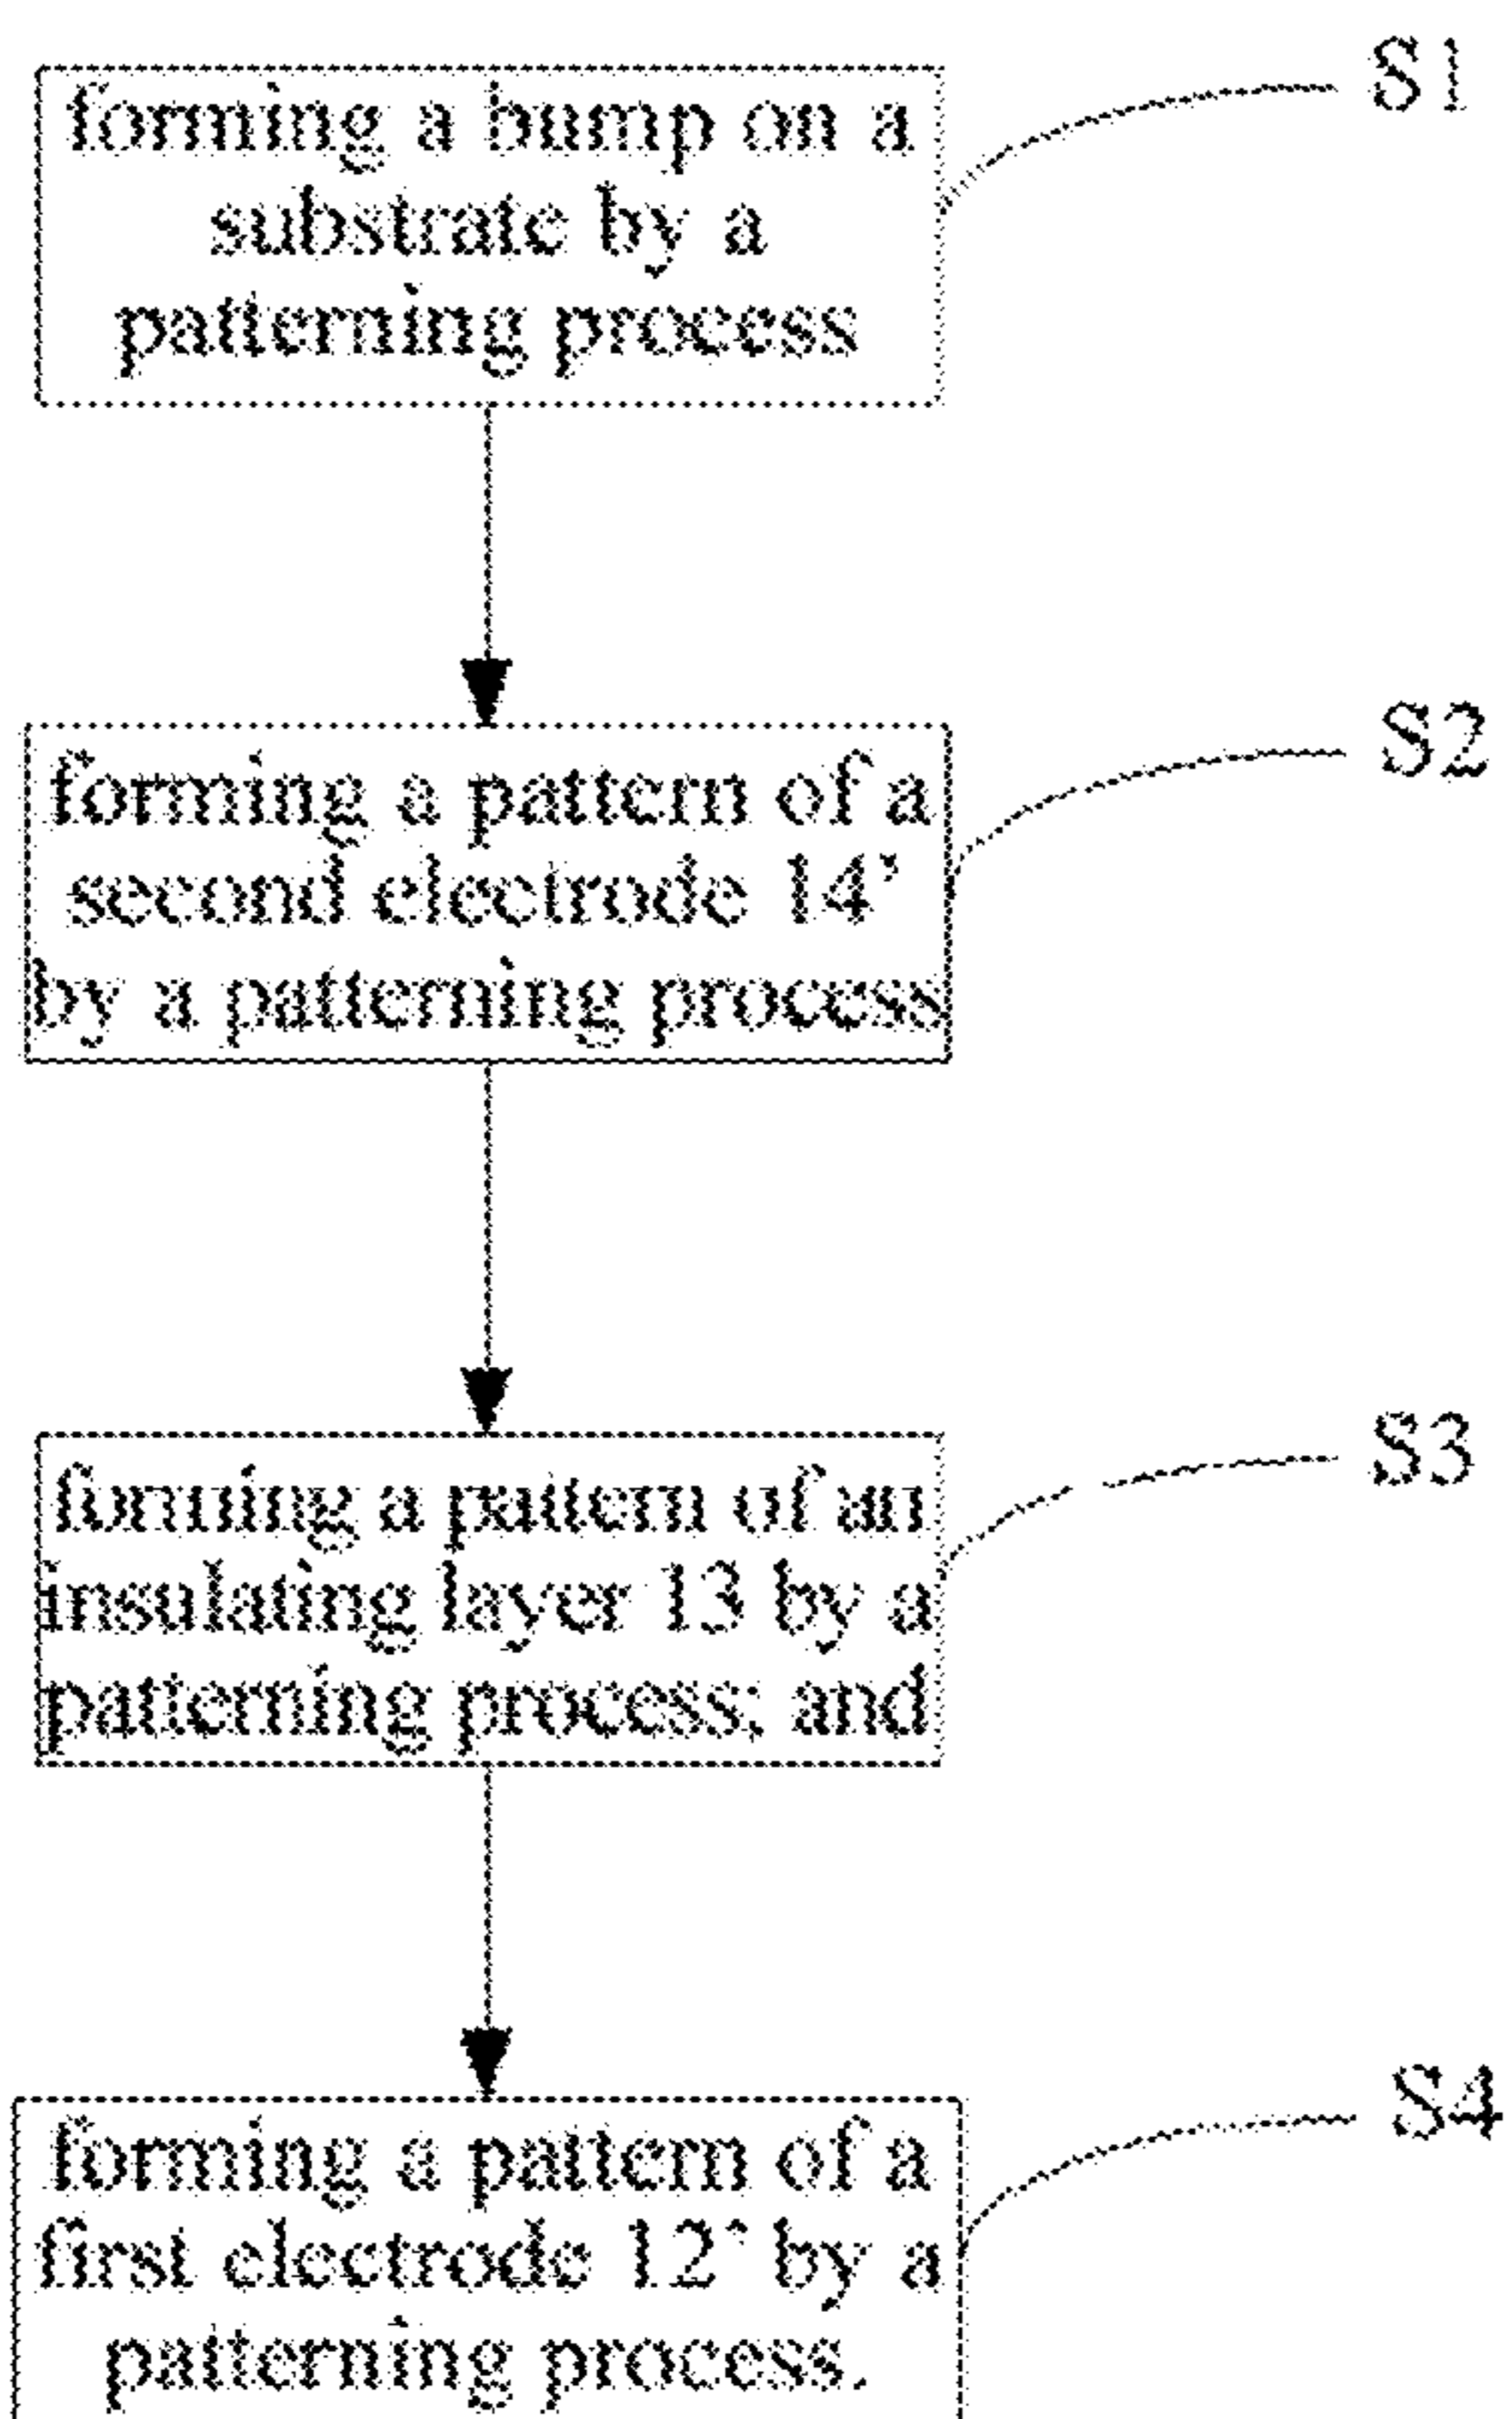 forming a bump on a
substrate by a
patterning process
S1
forming a pattern of a
second electrode 14’
by a patterning process
S2
forming a pattern of an
insulating layer 13 by a
patterning process; and
S3
forming a pattern of a
first electrode 12’ by a
patterning process.
S4